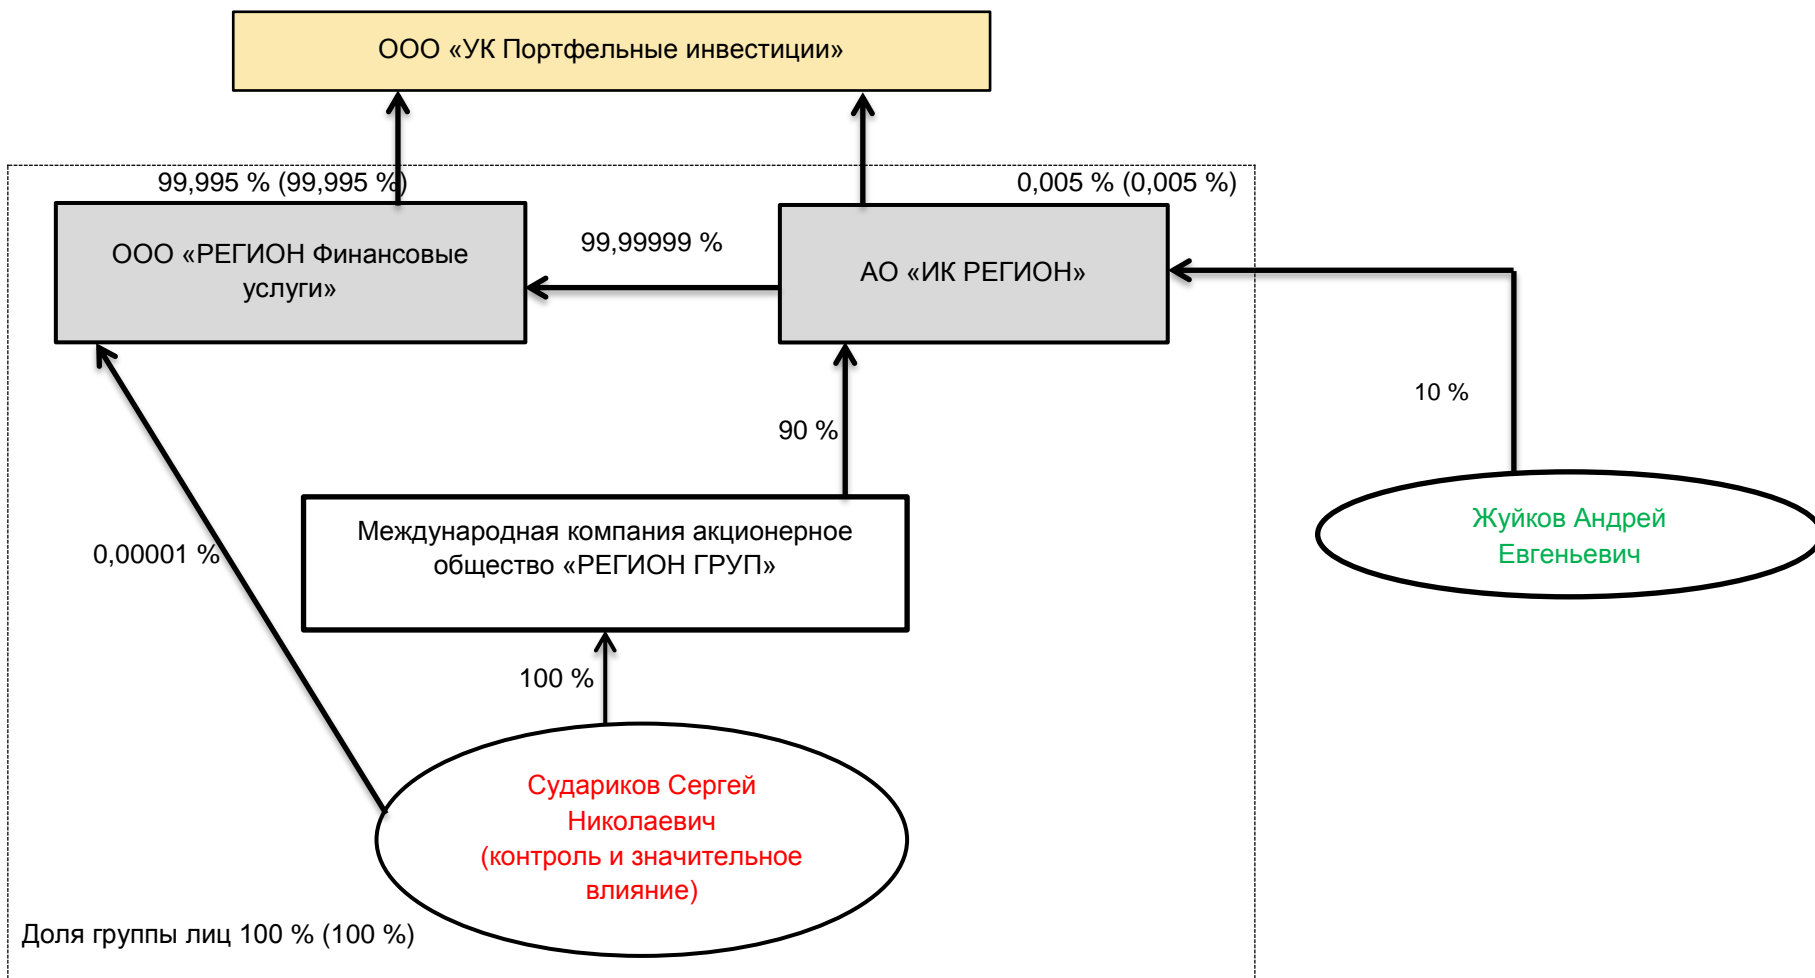 ООО «УК Портфельные инвестиции»
99,995 % (99,995 %)
0,005 % (0,005 %)
ООО «РЕГИОН Финансовые
услуги»
99,99999 %
АО «ИК РЕГИОН»
10 %
90 %
Жуйков Андрей
Евгеньевич
Международная компания акционерное
общество «РЕГИОН ГРУП»
0,00001 %
100 %
Судариков Сергей
Николаевич
(контроль и значительное
влияние)
Доля группы лиц 100 % (100 %)